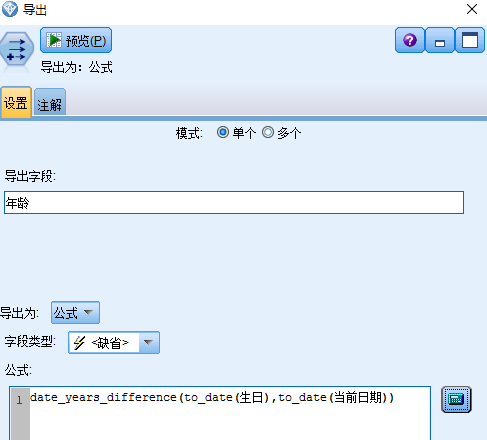 导出
预览(P)
导出为: 公式
设置
注解
模式: 单个 多个
导出字段:
年龄
导出为: 公式
字段类型: <缺省>
公式:
1 date_years_difference(to_date(生日),to_date(当前日期))